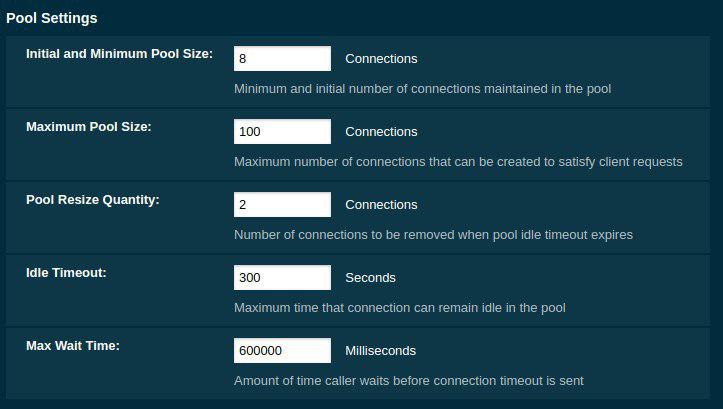 Pool Settings
Initial and Minimum Pool Size: 8 Connections
Minimum and initial number of connections maintained in the pool
Maximum Pool Size: 100 Connections
Maximum number of connections that can be created to satisfy client requests
Pool Resize Quantity: 2 Connections
Number of connections to be removed when pool idle timeout expires
Idle Timeout: 300 Seconds
Maximum time that connection can remain idle in the pool
Max Wait Time: 600000 Milliseconds
Amount of time caller waits before connection timeout is sent